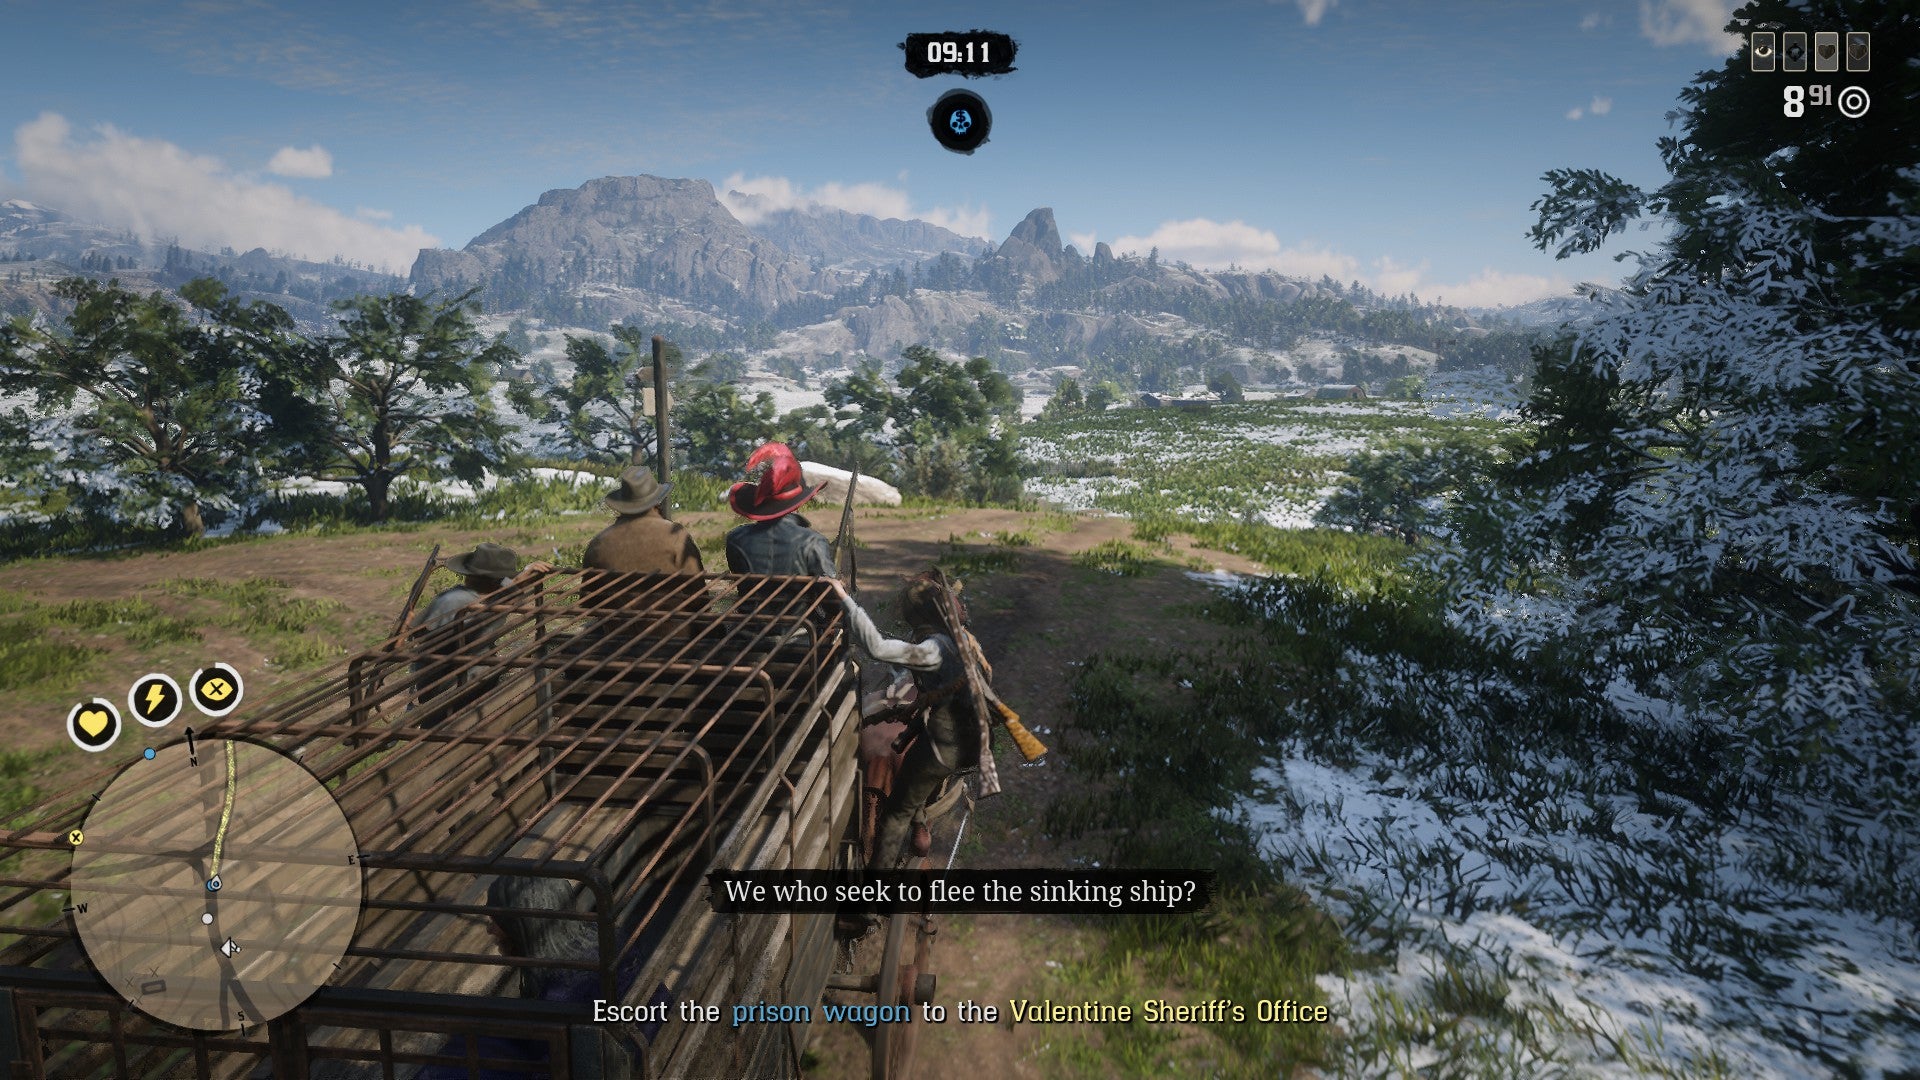 09:11
8 91
N
E
W
S
We who seek to flee the sinking ship?
Escort the prison wagon to the Valentine Sheriff's Office